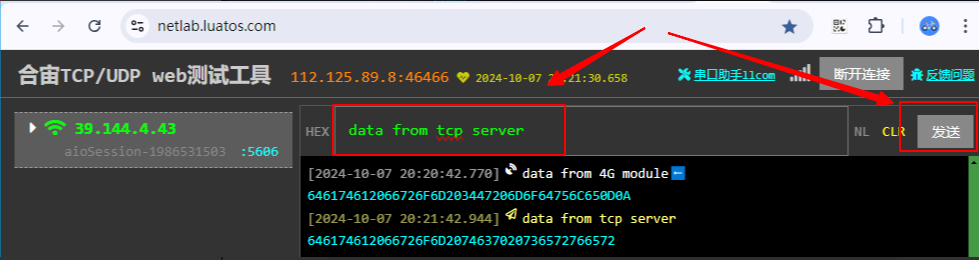 netlab.luatos.com
合宙TCP/UDP web测试工具 112.125.89.8:46466 2024-10-07 20:21:30.658 串口助手llcom 断开连接 反馈问题
39.144.4.43
aioSession-1986531503 :5606
HEX data from tcp server NL CLR 发送
[2024-10-07 20:20:42.770] data from 4G module
646174612066726F6D203447206D6F64756C650D0A
[2024-10-07 20:21:42.944] data from tcp server
646174612066726F6D2074637020736572766572